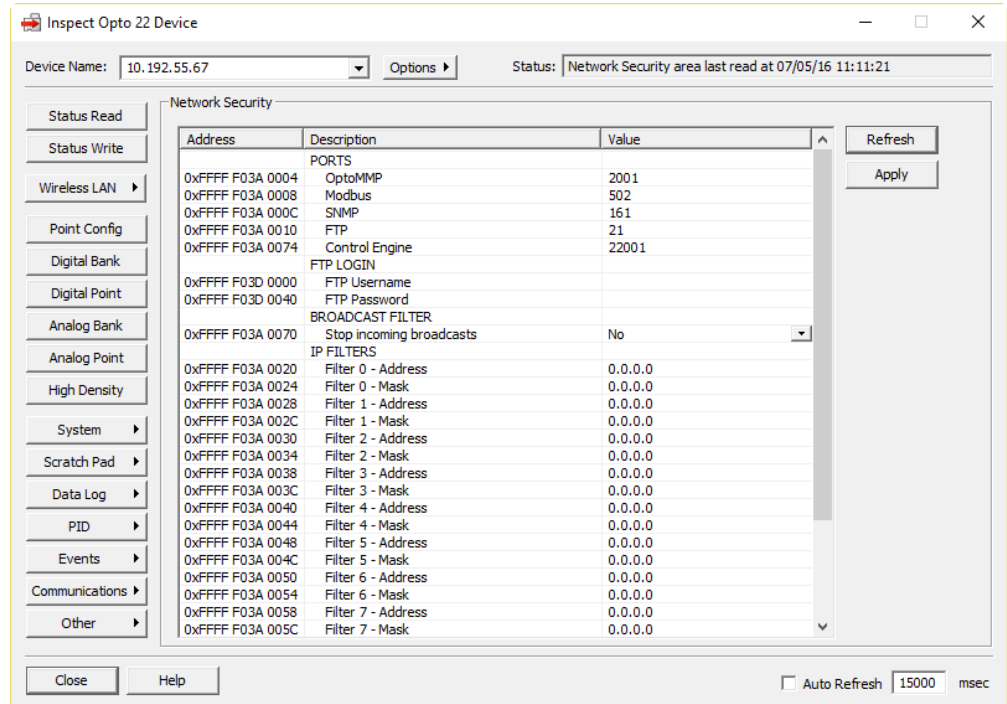 Inspect Opto 22 Device
Device Name: 10.192.55.67 Options Status: Network Security area last read at 07/05/16 11:11:21
Status Read
Status Write
Wireless LAN
Point Config
Digital Bank
Digital Point
Analog Bank
Analog Point
High Density
System
Scratch Pad
Data Log
PID
Events
Communications
Other
Network Security
Address Description Value
PORTS
0xFFFF F03A 0004 OptoMMP 2001
0xFFFF F03A 0008 Modbus 502
0xFFFF F03A 000C SNMP 161
0xFFFF F03A 0010 FTP 21
0xFFFF F03A 0074 Control Engine 22001
FTP LOGIN
0xFFFF F03D 0000 FTP Username
0xFFFF F03D 0040 FTP Password
BROADCAST FILTER
0xFFFF F03A 0070 Stop incoming broadcasts No
IP FILTERS
0xFFFF F03A 0020 Filter 0 - Address 0.0.0.0
0xFFFF F03A 0024 Filter 0 - Mask 0.0.0.0
0xFFFF F03A 0028 Filter 1 - Address 0.0.0.0
0xFFFF F03A 002C Filter 1 - Mask 0.0.0.0
0xFFFF F03A 0030 Filter 2 - Address 0.0.0.0
0xFFFF F03A 0034 Filter 2 - Mask 0.0.0.0
0xFFFF F03A 0038 Filter 3 - Address 0.0.0.0
0xFFFF F03A 003C Filter 3 - Mask 0.0.0.0
0xFFFF F03A 0040 Filter 4 - Address 0.0.0.0
0xFFFF F03A 0044 Filter 4 - Mask 0.0.0.0
0xFFFF F03A 0048 Filter 5 - Address 0.0.0.0
0xFFFF F03A 004C Filter 5 - Mask 0.0.0.0
0xFFFF F03A 0050 Filter 6 - Address 0.0.0.0
0xFFFF F03A 0054 Filter 6 - Mask 0.0.0.0
0xFFFF F03A 0058 Filter 7 - Address 0.0.0.0
0xFFFF F03A 005C Filter 7 - Mask 0.0.0.0
Refresh
Apply
Close Help Auto Refresh 15000 msec